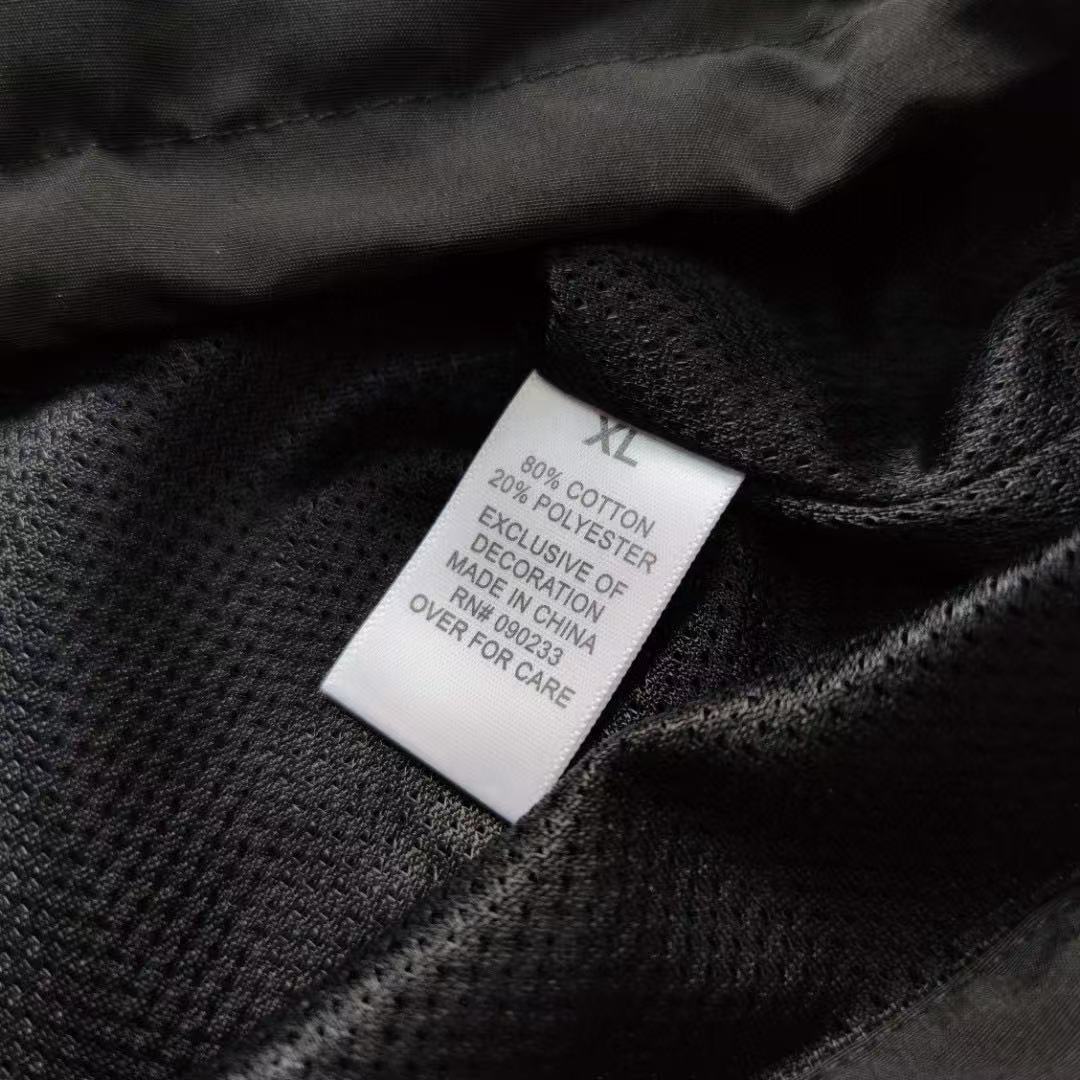 XL
80% COTTON
20% POLYESTER
EXCLUSIVE OF
DECORATION
MADE IN CHINA
RN# 090233
OVER FOR CARE